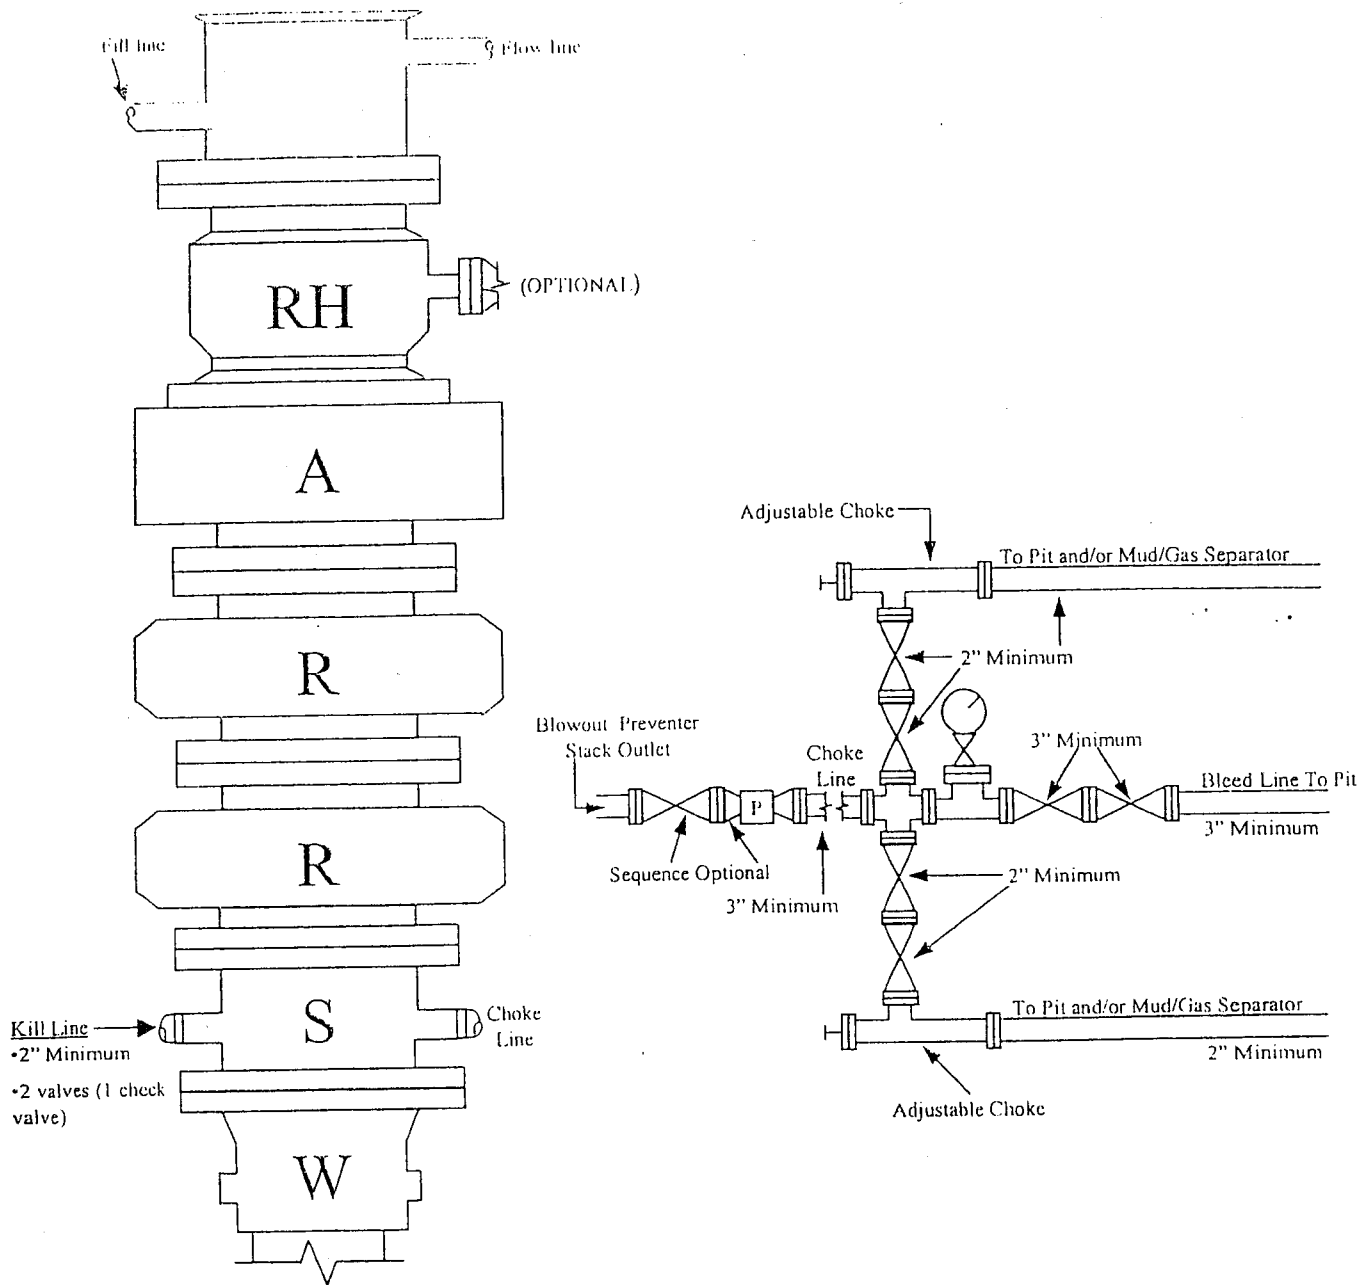 Fill line
Flow line
RH
(OPTIONAL)
A
R
R
S
W
Kill Line
•2” Minimum
•2 valves (1 check
valve)
Choke
Line
Adjustable Choke
To Pit and/or Mud/Gas Separator
2” Minimum
Blowout Preventer
Stack Outlet
Choke
Line
3” Minimum
Bleed Line To Pit
3” Minimum
P
Sequence Optional
3” Minimum
2” Minimum
To Pit and/or Mud/Gas Separator
2” Minimum
Adjustable Choke